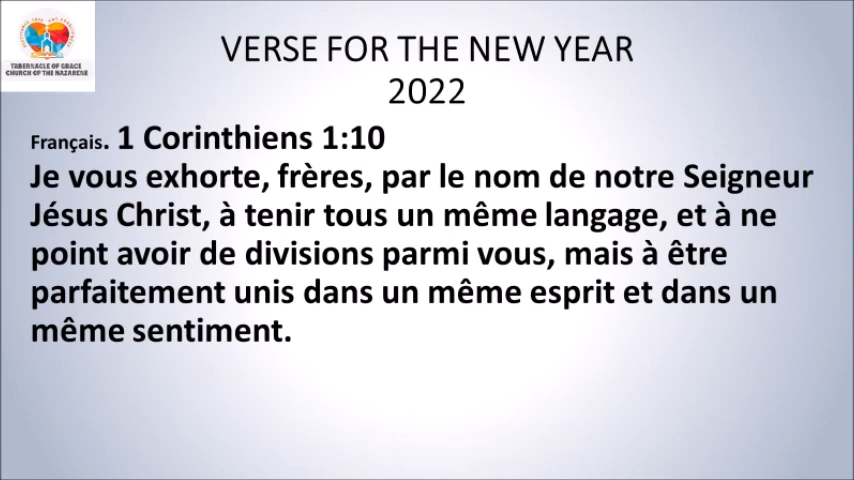 TABERNACLE OF GRACE
CHURCH OF THE NAZARENE
VERSE FOR THE NEW YEAR
2022
Français. 1 Corinthiens 1:10
Je vous exhorte, frères, par le nom de notre Seigneur
Jésus Christ, à tenir tous un même langage, et à ne
point avoir de divisions parmi vous, mais à être
parfaitement unis dans un même esprit et dans un
même sentiment.